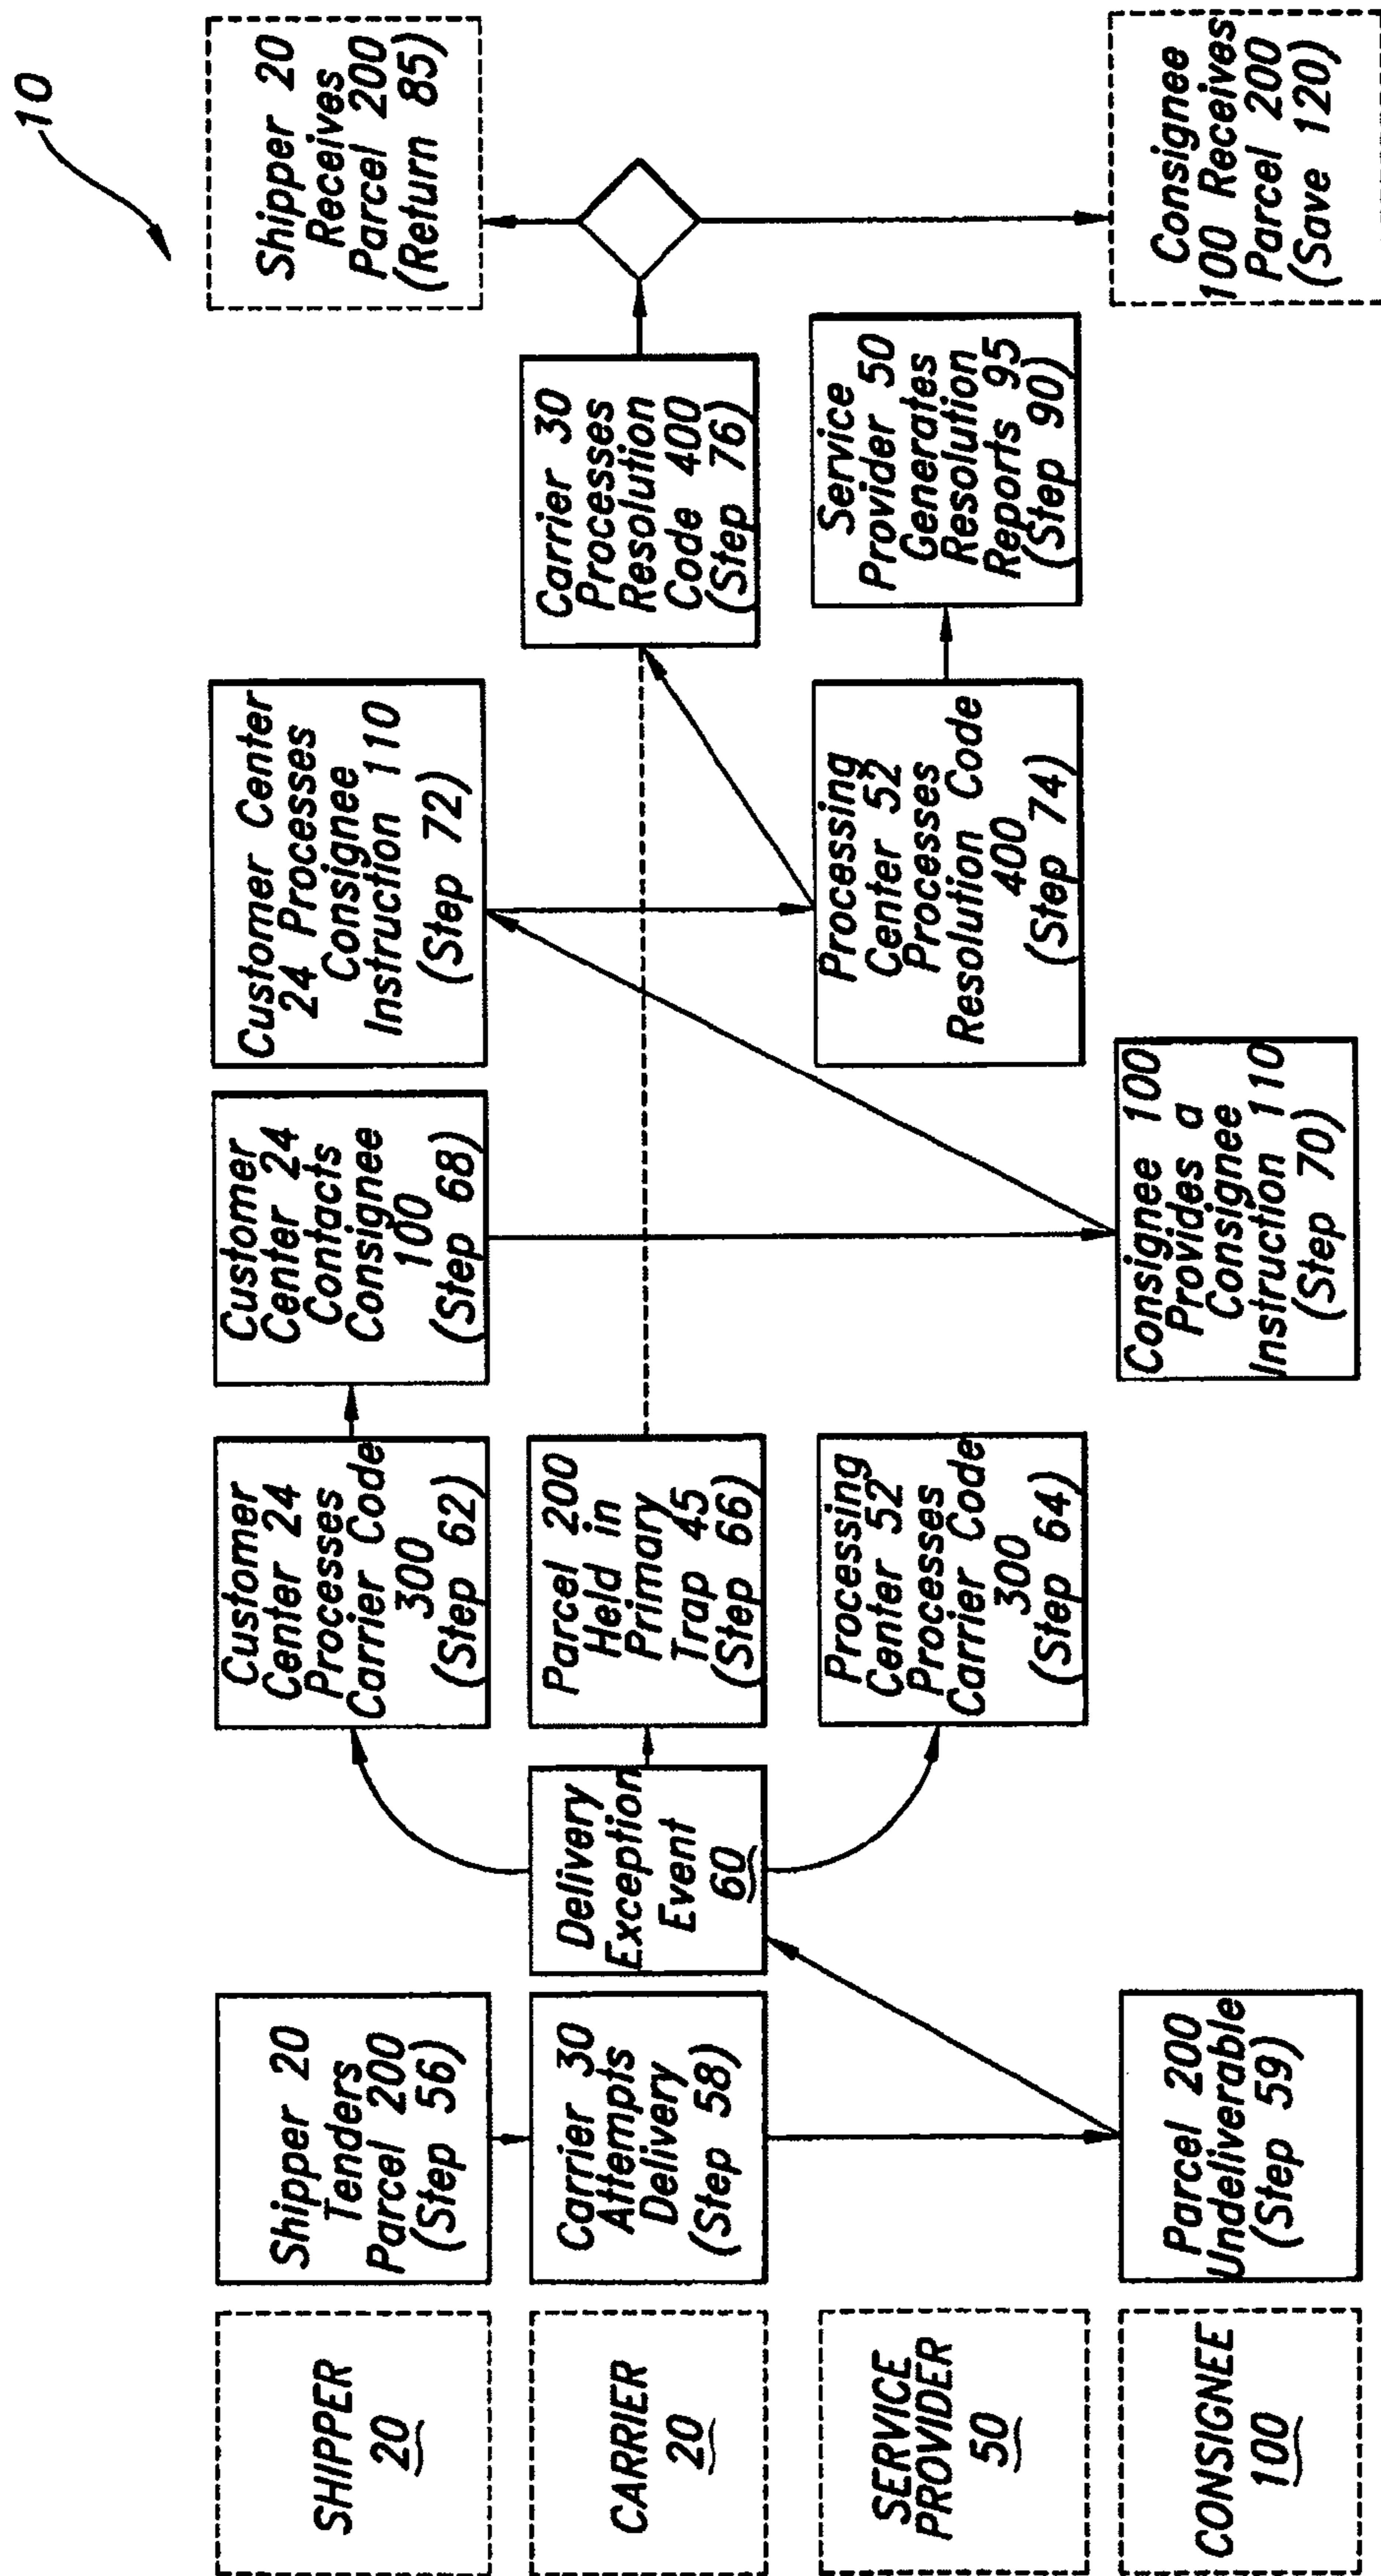 10
SHIPPER
20
Shipper 20
Tenders
Parcel 200
(Step 56)
Customer
Center 24
Processes
Carrier Code
300
(Step 62)
Customer
Center 24
Contacts
Consignee
100
(Step 68)
Customer Center
24 Processes
Consignee
Instruction 110
(Step 72)
Shipper 20
Receives
Parcel 200
(Return 85)
CARRIER
20
Carrier 30
Attempts
Delivery
(Step 58)
Delivery
Exception
Event
60
Parcel 200
Held in
Primary
Trap 45
(Step 66)
Carrier 30
Processes
Resolution
Code 400
(Step 76)
SERVICE
PROVIDER
50
Processing
Center 52
Processes
Carrier Code
300
(Step 64)
Processing
Center 52
Processes
Resolution Code
400
(Step 74)
Service
Provider 50
Generates
Resolution
Reports 95
(Step 90)
CONSIGNEE
100
Parcel 200
Undeliverable
(Step 59)
Consignee 100
Provides a
Consignee
Instruction 110
(Step 70)
Consignee
100 Receives
Parcel 200
(Save 120)